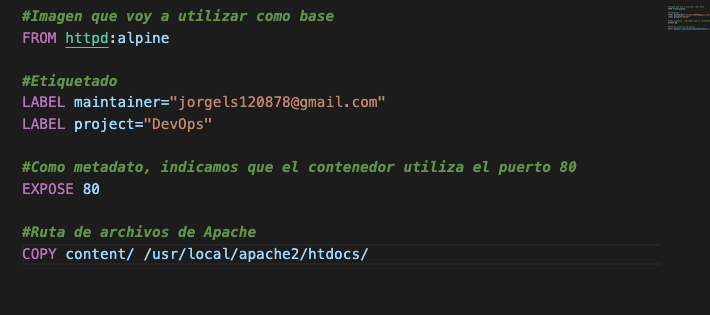 #Imagen que voy a utilizar como base
FROM httpd:alpine
#Etiquetado
LABEL maintainer="jorgels120878@gmail.com"
LABEL project="DevOps"
#Como metadato, indicamos que el contenedor utiliza el puerto 80
EXPOSE 80
#Ruta de archivos de Apache
COPY content/ /usr/local/apache2/htdocs/